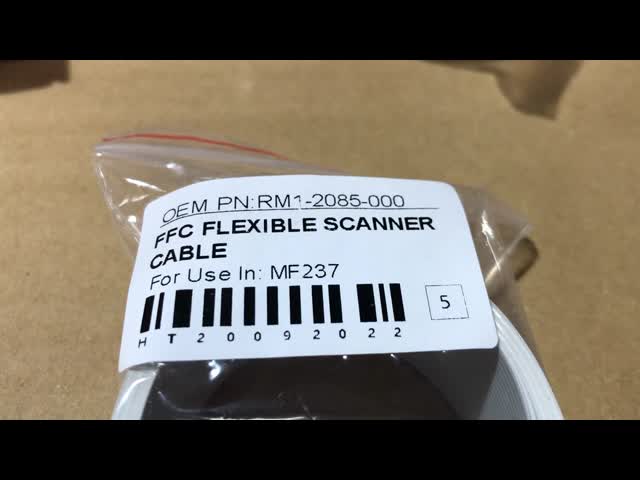 OEM PN:RM1-2085-000
FFC FLEXIBLE SCANNER
CABLE
For Use In: MF237
5
HT20092022